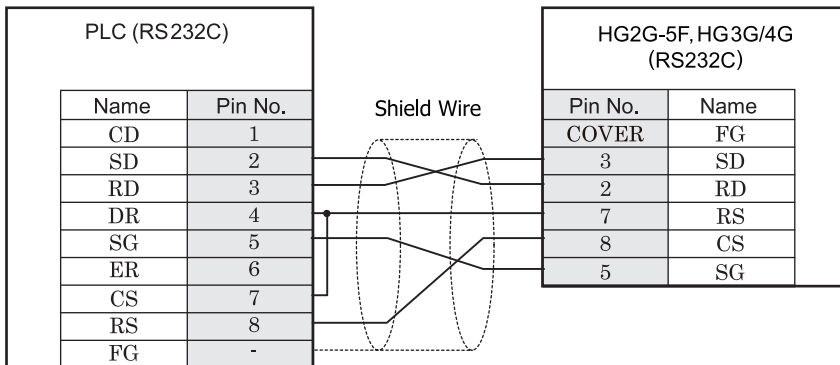 PLC (RS232C)
Name Pin No.
CD 1
SD 2
RD 3
DR 4
SG 5
ER 6
CS 7
RS 8
FG -
Shield Wire
HG2G-5F, HG3G/4G
(RS232C)
Pin No. Name
COVER FG
3 SD
2 RD
7 RS
8 CS
5 SG